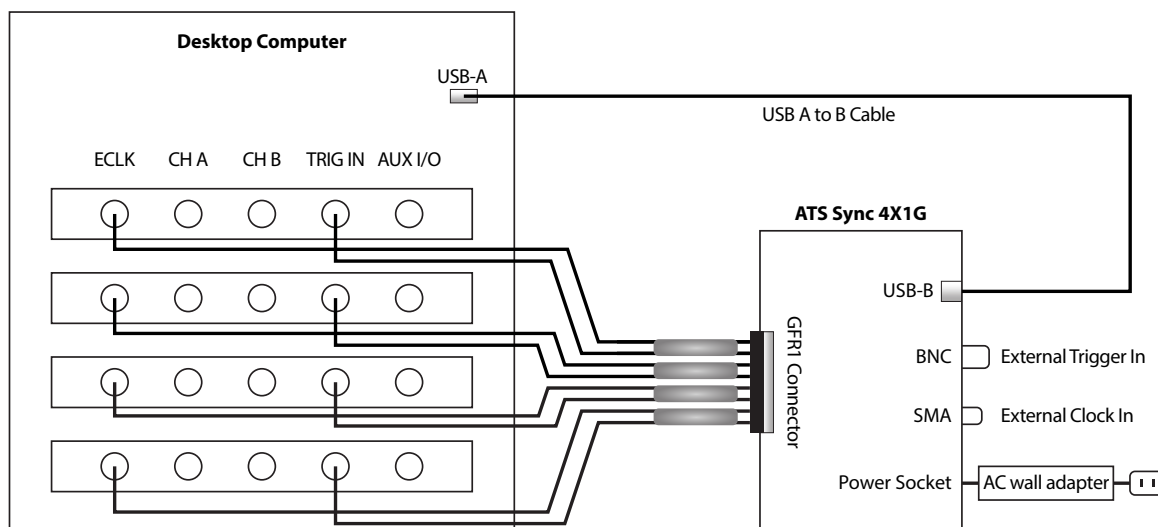 Desktop Computer
USB-A
USB A to B Cable
ECLK CH A CH B TRIG IN AUX I/O
ATS Sync 4X1G
USB-B
GFR1 Connector
BNC External Trigger In
SMA External Clock In
Power Socket AC wall adapter